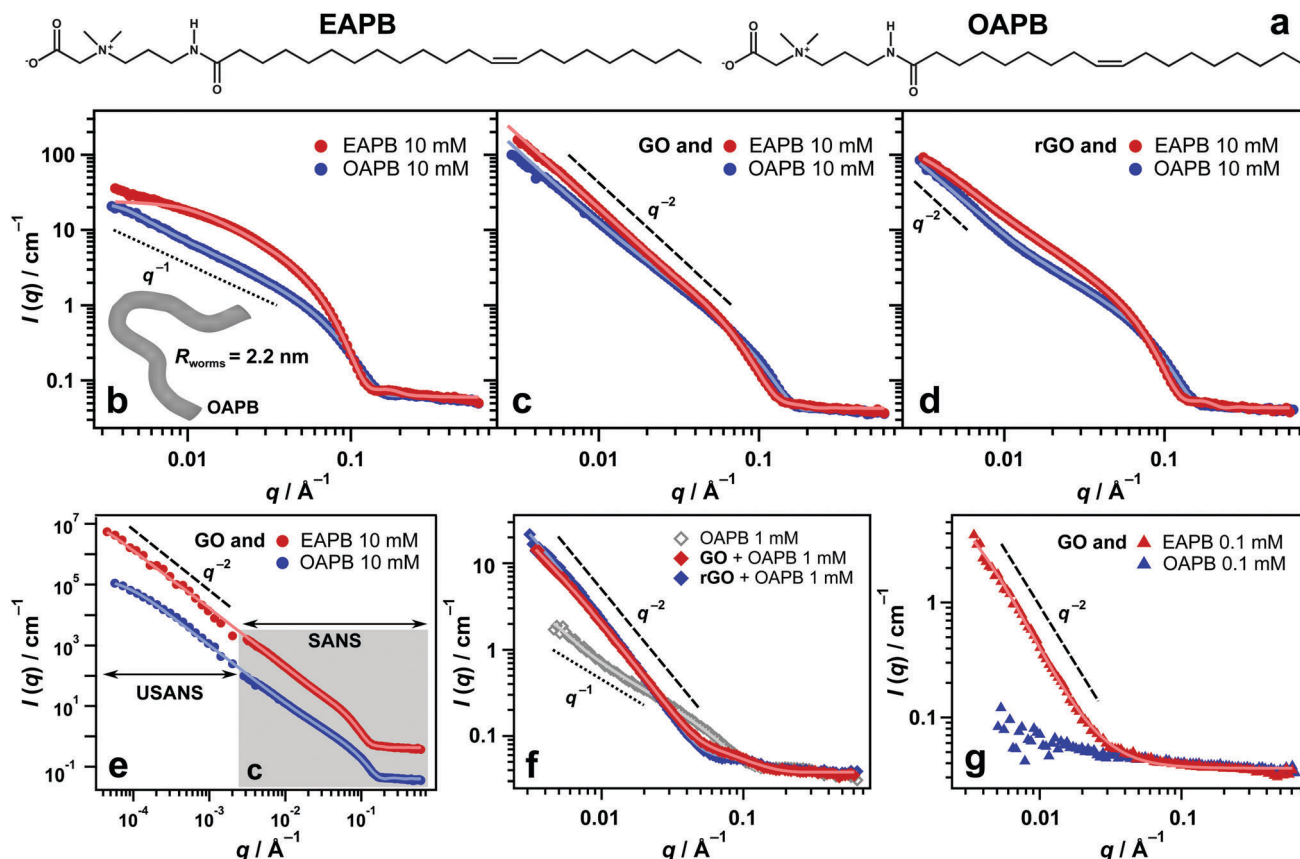 EAPB
OAPB
a
O
⁻O
N⁺
H
N
O
O
⁻O
N⁺
H
N
O
I (q) / cm⁻¹
100
10
1
0.1
EAPB 10 mM
OAPB 10 mM
q⁻¹
R_worms = 2.2 nm
OAPB
b
0.01
0.1
q / Å⁻¹
GO and
EAPB 10 mM
OAPB 10 mM
q⁻²
c
0.01
0.1
q / Å⁻¹
rGO and
EAPB 10 mM
OAPB 10 mM
q⁻²
d
0.01
0.1
q / Å⁻¹
I (q) / cm⁻¹
10⁷
10⁵
10³
10¹
10⁻¹
GO and
EAPB 10 mM
OAPB 10 mM
q⁻²
SANS
USANS
e
c
10⁻⁴
10⁻³
10⁻²
10⁻¹
q / Å⁻¹
I (q) / cm⁻¹
10
1
0.1
OAPB 1 mM
GO + OAPB 1 mM
rGO + OAPB 1 mM
q⁻²
q⁻¹
f
0.01
0.1
q / Å⁻¹
I (q) / cm⁻¹
1
0.1
GO and
EAPB 0.1 mM
OAPB 0.1 mM
q⁻²
g
0.01
0.1
q / Å⁻¹